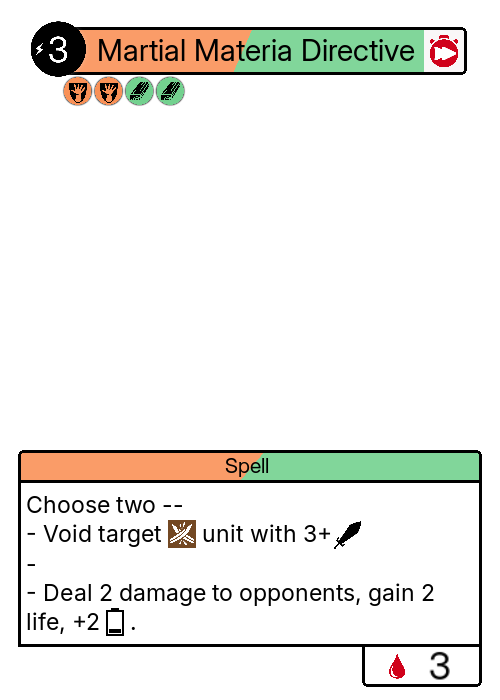 3 Martial Materia Directive
Spell
Choose two --
- Void target unit with 3+
-
- Deal 2 damage to opponents, gain 2
life, +2 .
3